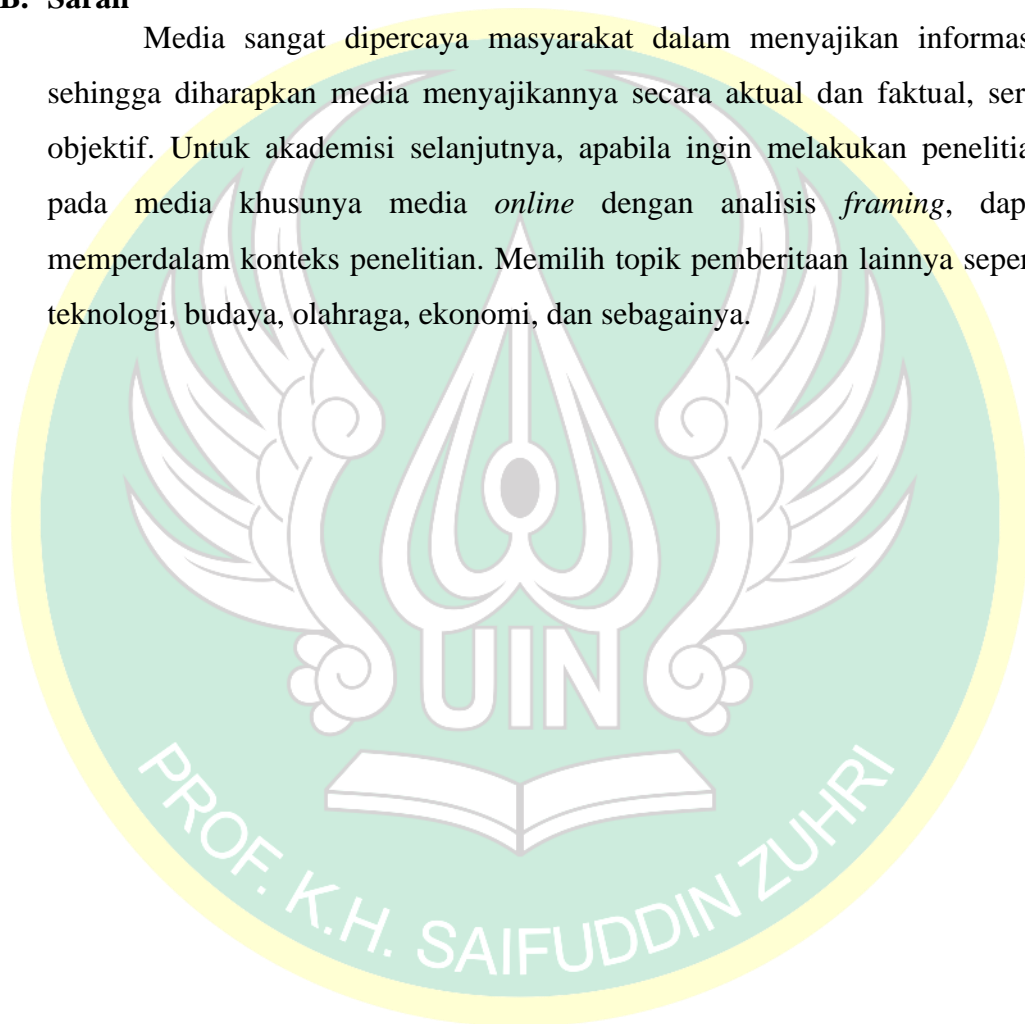 B. Saran
Media sangat dipercaya masyarakat dalam menyajikan informas
sehingga diharapkan media menyajikannya secara aktual dan faktual, ser
objektif. Untuk akademisi selanjutnya, apabila ingin melakukan penelitia
pada media khusunya media online dengan analisis framing, dap
memperdalam konteks penelitian. Memilih topik pemberitaan lainnya seper
teknologi, budaya, olahraga, ekonomi, dan sebagainya.
UIN
PROF. K.H. SAIFUDDIN ZUHRI